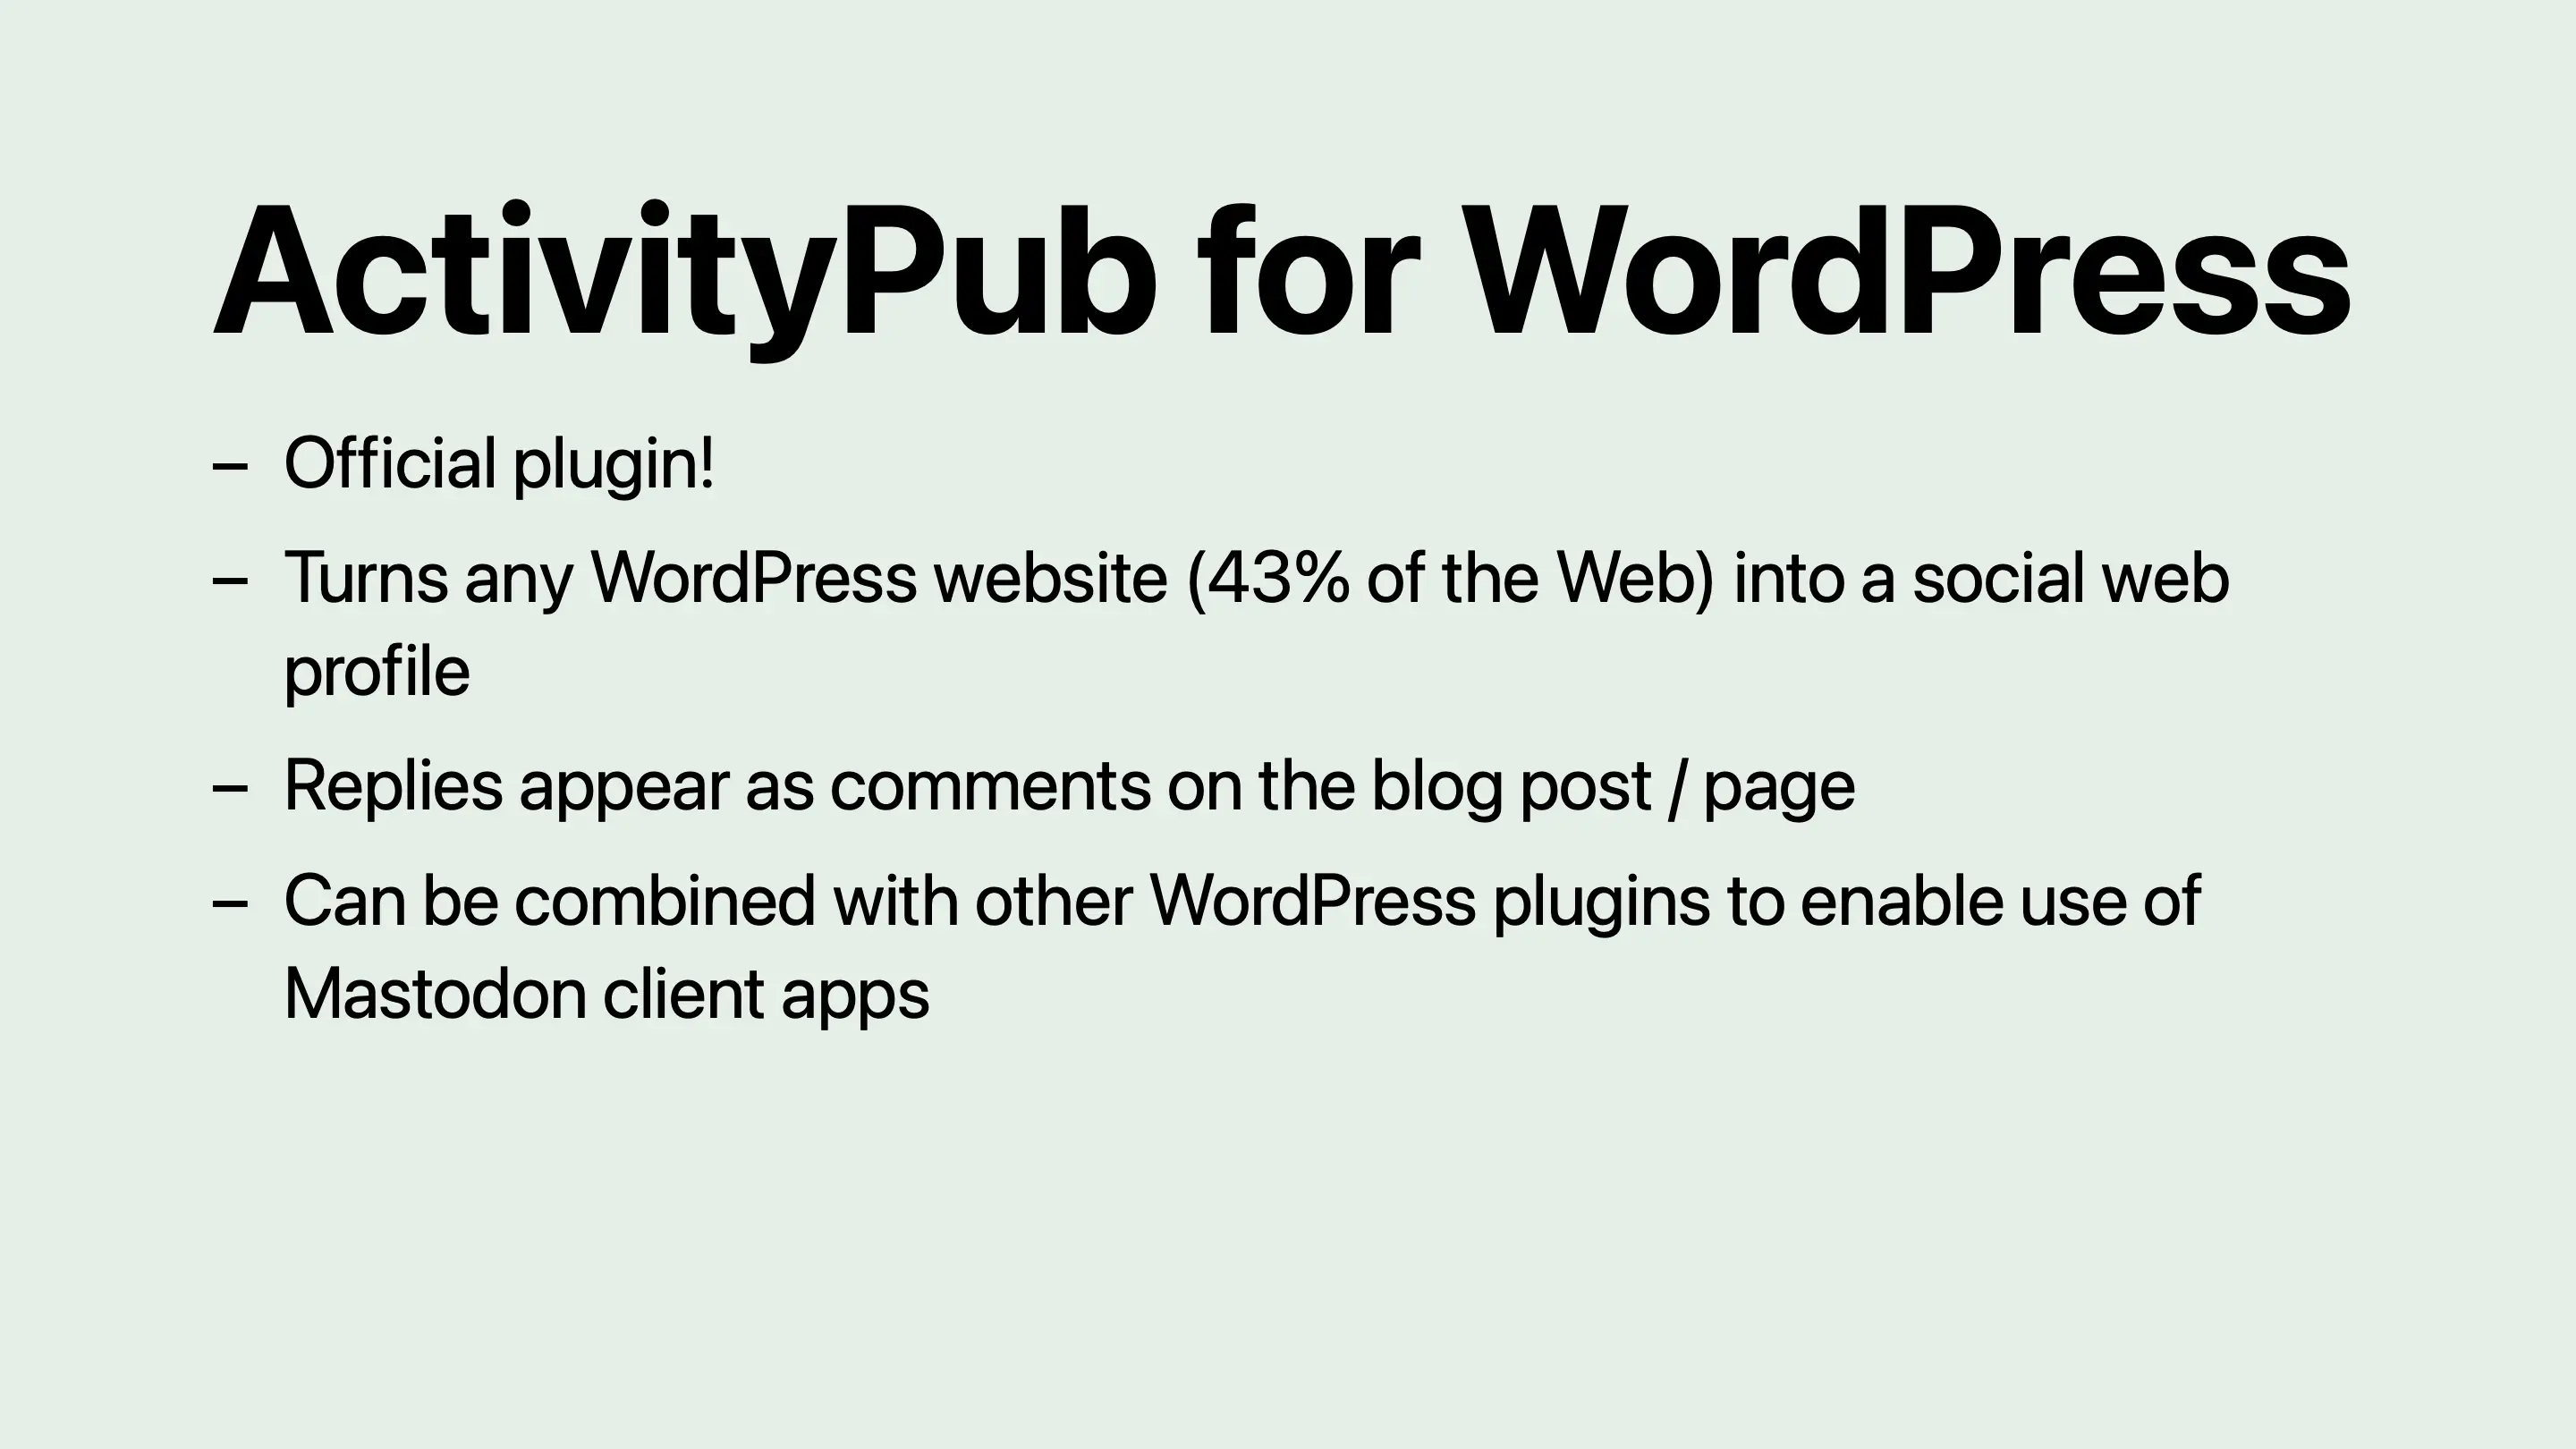 ActivityPub for WordPress
– Official plugin!
– Turns any WordPress website (43% of the Web) into a social web
profile
– Replies appear as comments on the blog post / page
– Can be combined with other WordPress plugins to enable use of
Mastodon client apps